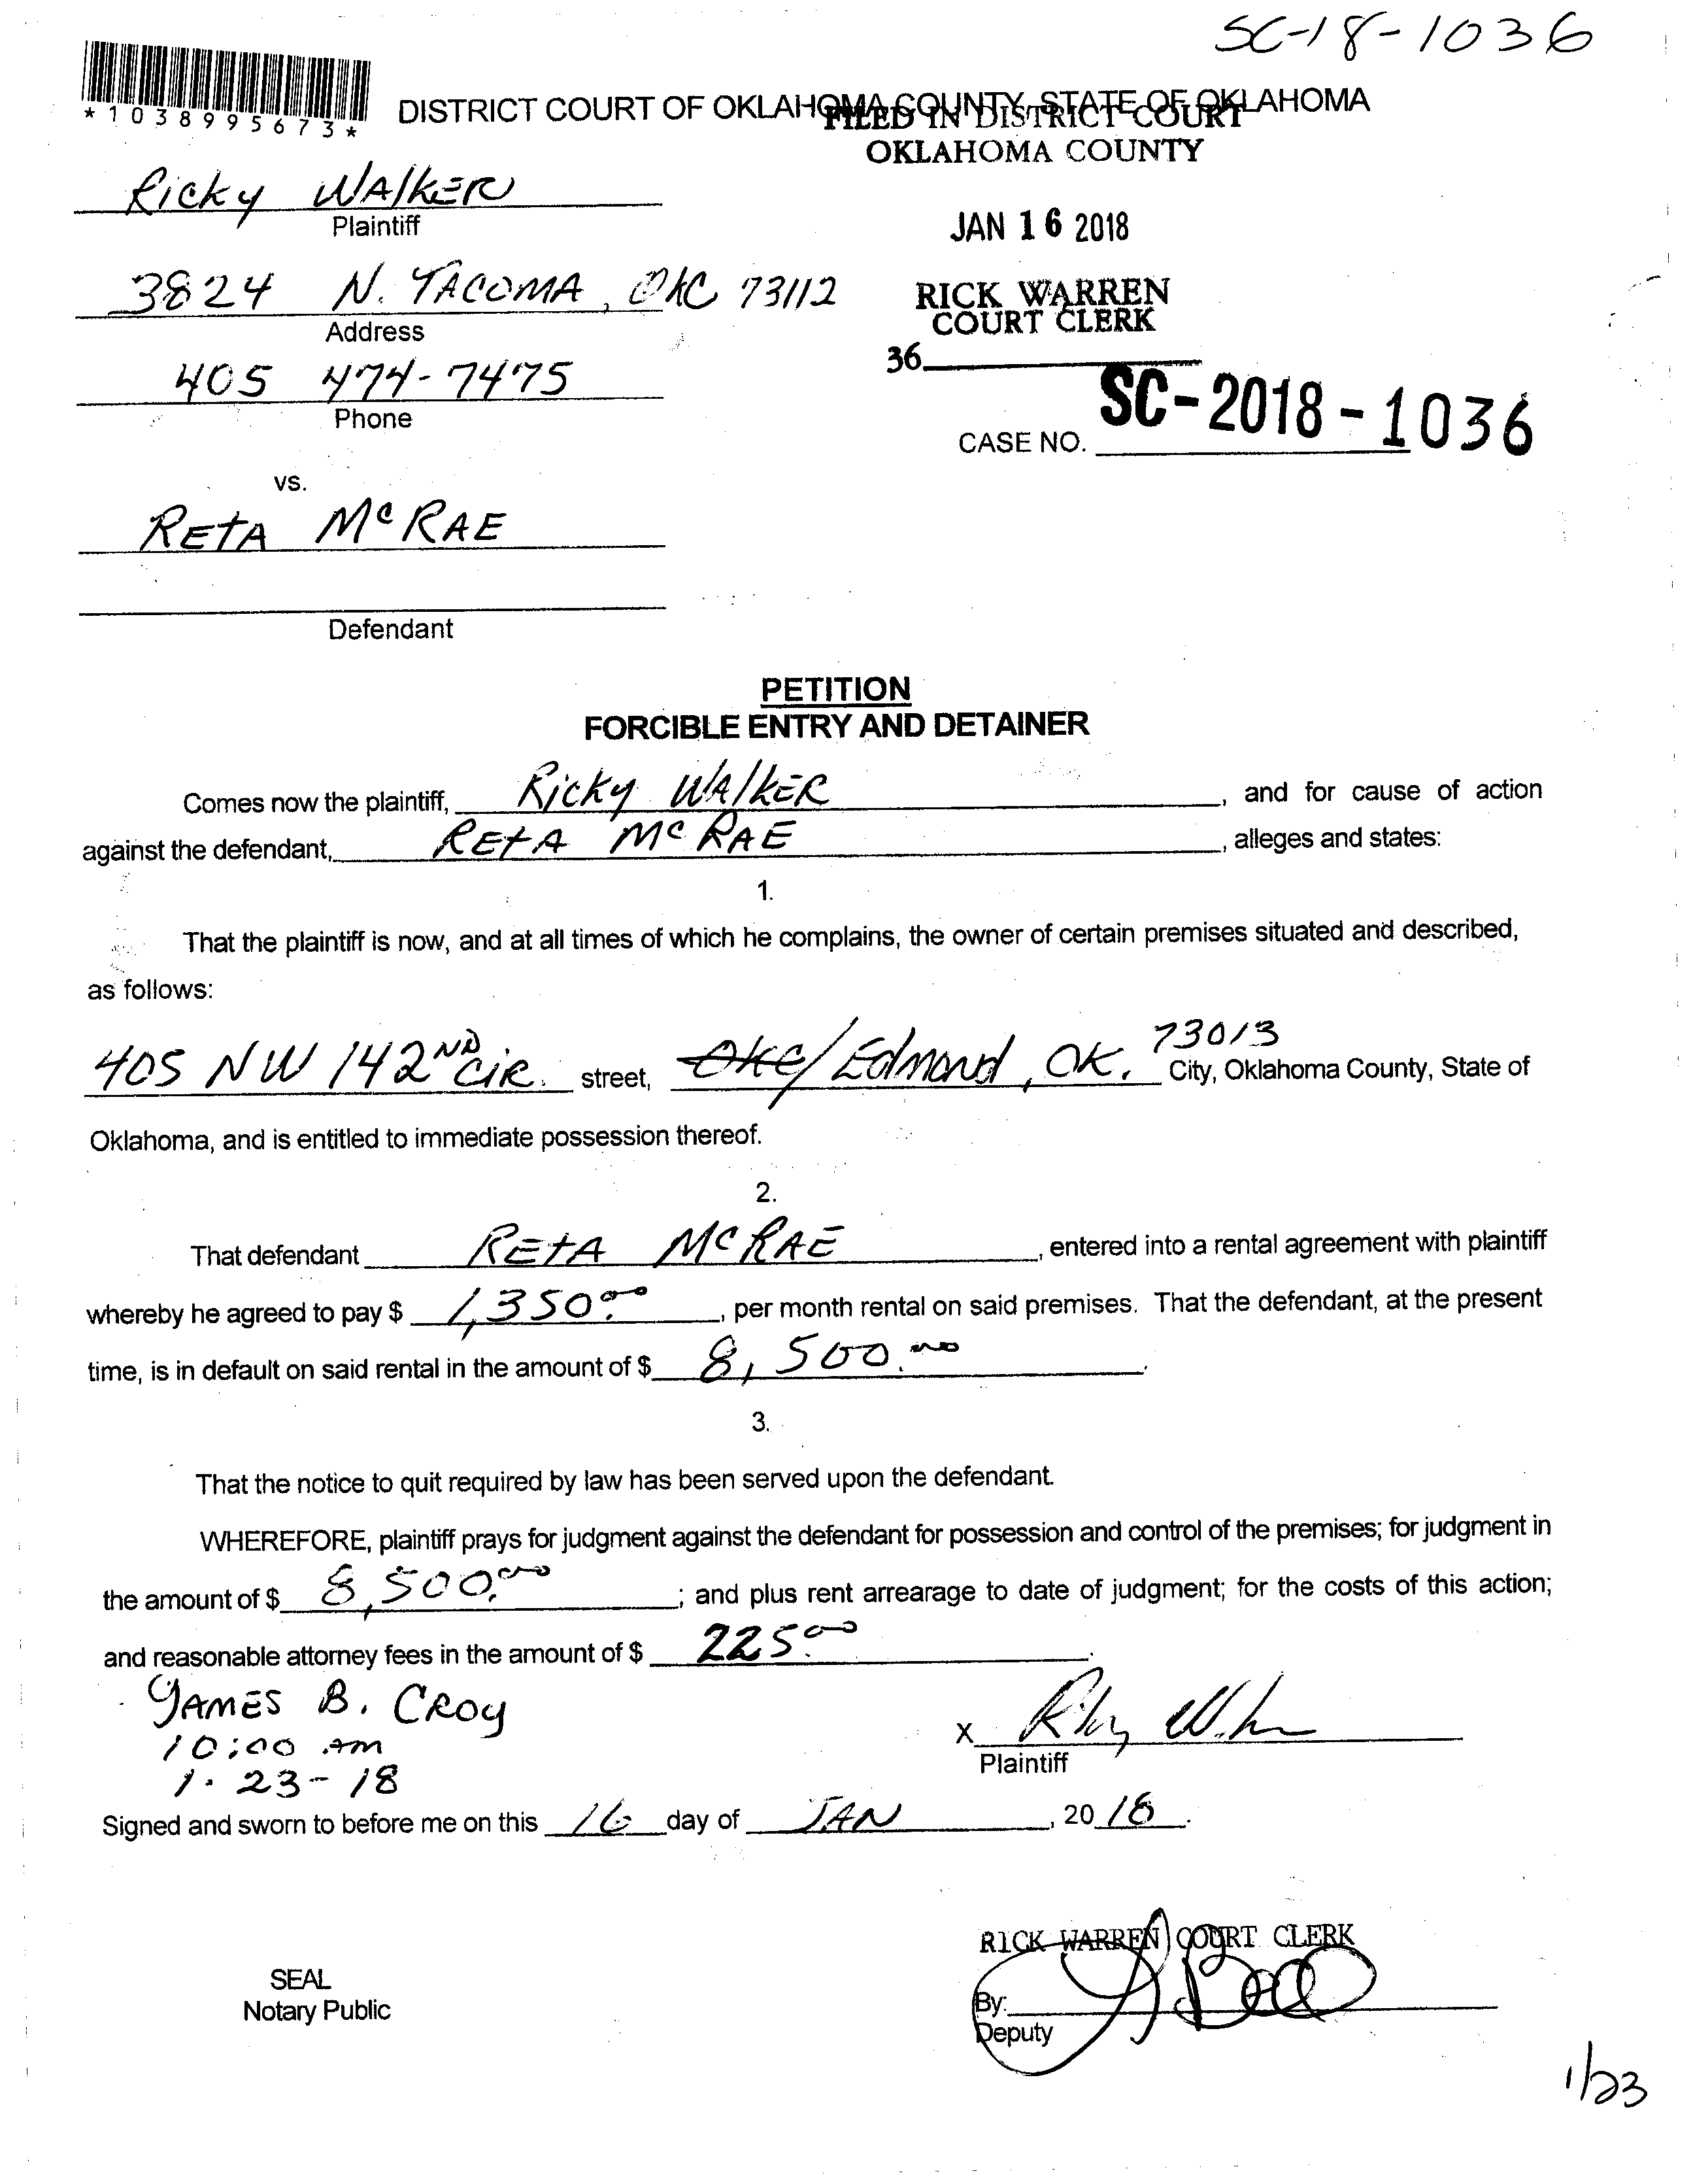 SC-18-1036
*1038995673*
DISTRICT COURT OF OKLAHOMA COUNTY, STATE OF OKLAHOMA
FILED IN DISTRICT COURT
OKLAHOMA COUNTY
Ricky WAlkER
Plaintiff
JAN 16 2018
3824 N. TACOMA, OKC 73112
Address
RICK WARREN
COURT CLERK
405 474-7475
Phone
36
SC-2018-1036
CASE NO.
vs.
REtA McRAE
Defendant
PETITION
FORCIBLE ENTRY AND DETAINER
Comes now the plaintiff, Ricky WAlkER, and for cause of action
against the defendant, REtA McRAE, alleges and states:
1.
That the plaintiff is now, and at all times of which he complains, the owner of certain premises situated and described,
as follows:
405 NW 142ND CIR. street, OKC/Edmond, OK. 73013 City, Oklahoma County, State of
Oklahoma, and is entitled to immediate possession thereof.
2.
That defendant REtA McRAE, entered into a rental agreement with plaintiff
whereby he agreed to pay $ 1,350.00, per month rental on said premises. That the defendant, at the present
time, is in default on said rental in the amount of $ 8,500.00.
3.
That the notice to quit required by law has been served upon the defendant.
WHEREFORE, plaintiff prays for judgment against the defendant for possession and control of the premises; for judgment in
the amount of $ 8,500.00; and plus rent arrearage to date of judgment; for the costs of this action;
and reasonable attorney fees in the amount of $ 225.00.
JAMES B. CROy
10:00 Am
1-23-18
X
Plaintiff
Signed and sworn to before me on this 16 day of JAN, 2018.
RICK WARREN COURT CLERK
SEAL
Notary Public
By:
Deputy
1/23